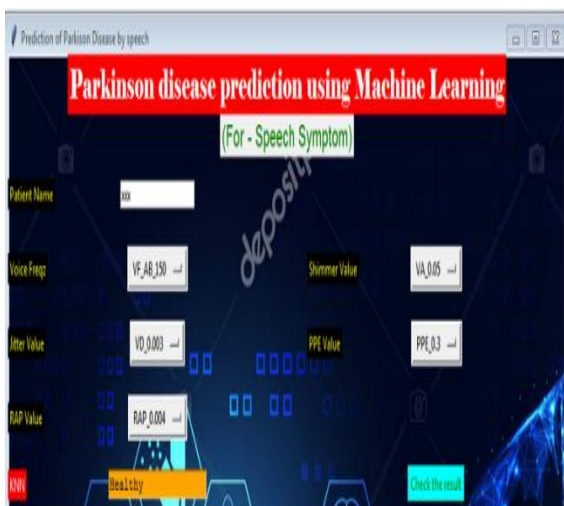 Prediction of Parkison Disease by speech
Parkinson disease prediction using Machine Learning
(For - Speech Symptom)
Patient Name xxx
Voice Freqz VF_AB_150 Shimmer Value VA_0.05
Jitter Value VD_0.003 PPE Value PPE_0.3
RAP Value RAP_0.004
KNN Healthy Check the result